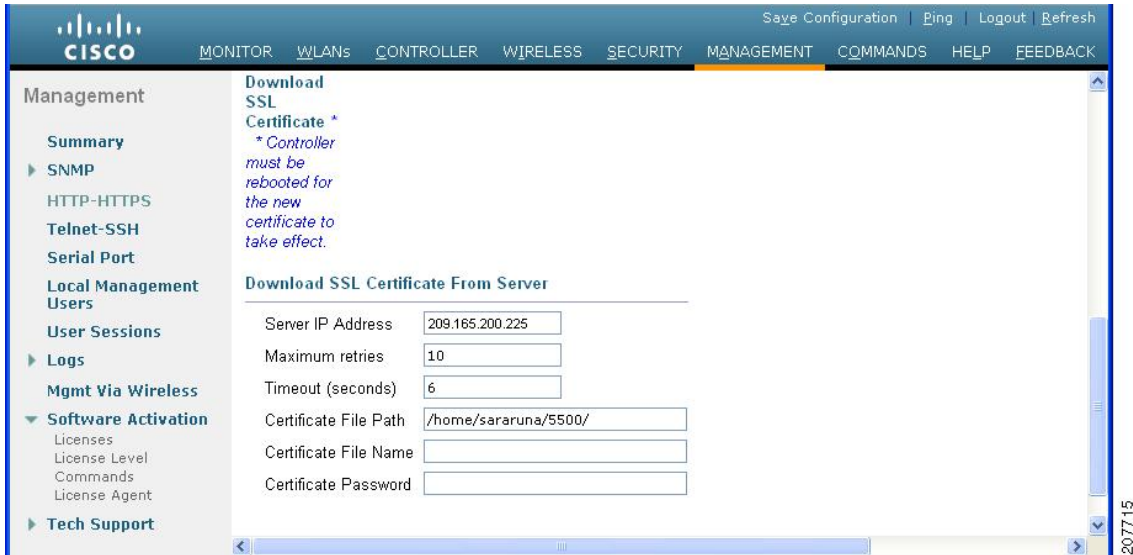 Save Configuration | Ping | Logout | Refresh
CISCO
MONITOR WLANs CONTROLLER WIRELESS SECURITY MANAGEMENT COMMANDS HELP FEEDBACK
Management
Summary
SNMP
HTTP-HTTPS
Telnet-SSH
Serial Port
Local Management
Users
User Sessions
Logs
Mgmt Via Wireless
Software Activation
Licenses
License Level
Commands
License Agent
Tech Support
Download
SSL
Certificate *
* Controller
must be
rebooted for
the new
certificate to
take effect.
Download SSL Certificate From Server
Server IP Address 209.165.200.225
Maximum retries 10
Timeout (seconds) 6
Certificate File Path /home/sararuna/5500/
Certificate File Name
Certificate Password
207715